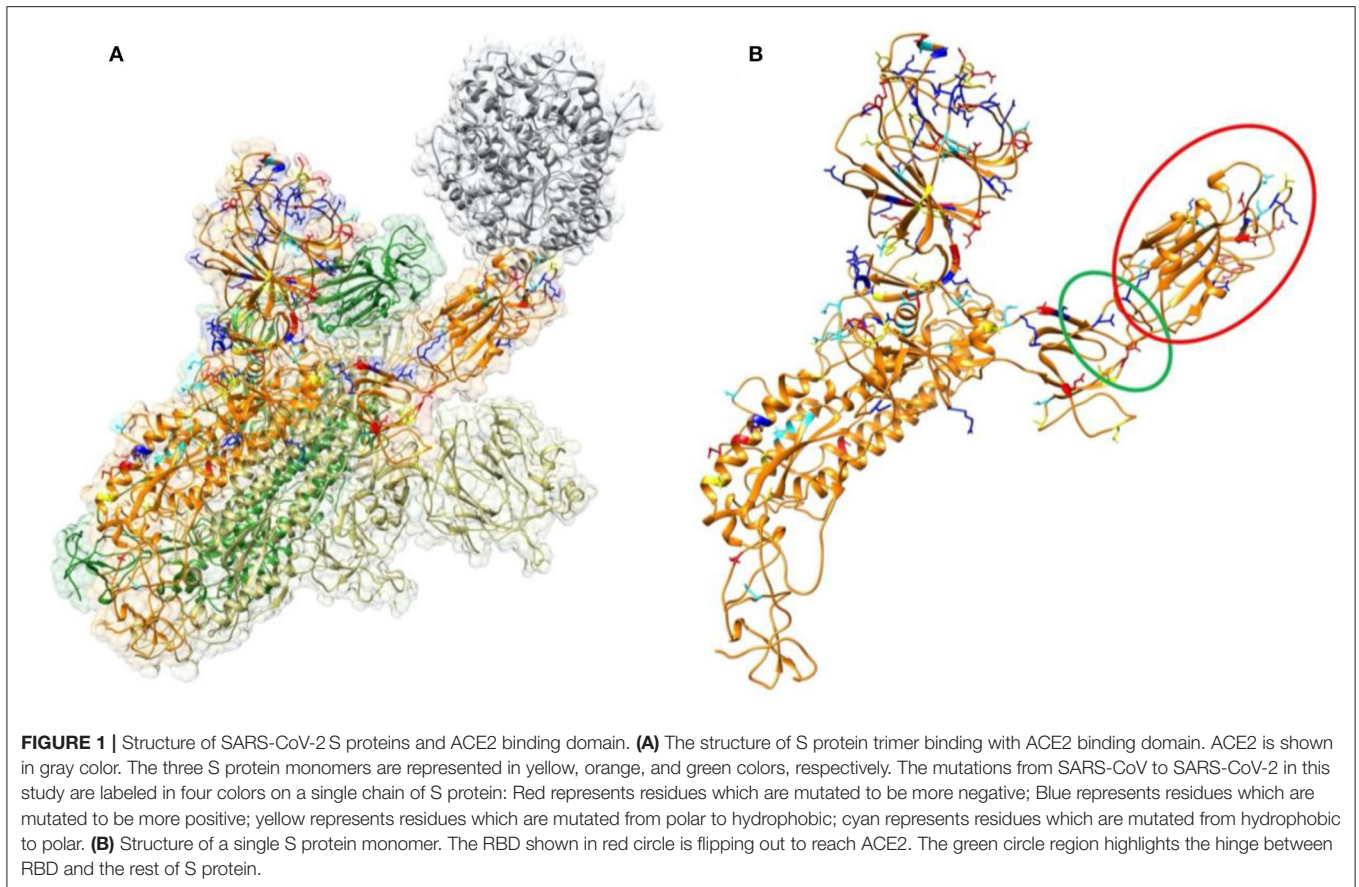 A
B
FIGURE 1 | Structure of SARS-CoV-2 S proteins and ACE2 binding domain. (A) The structure of S protein trimer binding with ACE2 binding domain. ACE2 is shown
in gray color. The three S protein monomers are represented in yellow, orange, and green colors, respectively. The mutations from SARS-CoV to SARS-CoV-2 in this
study are labeled in four colors on a single chain of S protein: Red represents residues which are mutated to be more negative; Blue represents residues which are
mutated to be more positive; yellow represents residues which are mutated from polar to hydrophobic; cyan represents residues which are mutated from hydrophobic
to polar. (B) Structure of a single S protein monomer. The RBD shown in red circle is flipping out to reach ACE2. The green circle region highlights the hinge between
RBD and the rest of S protein.